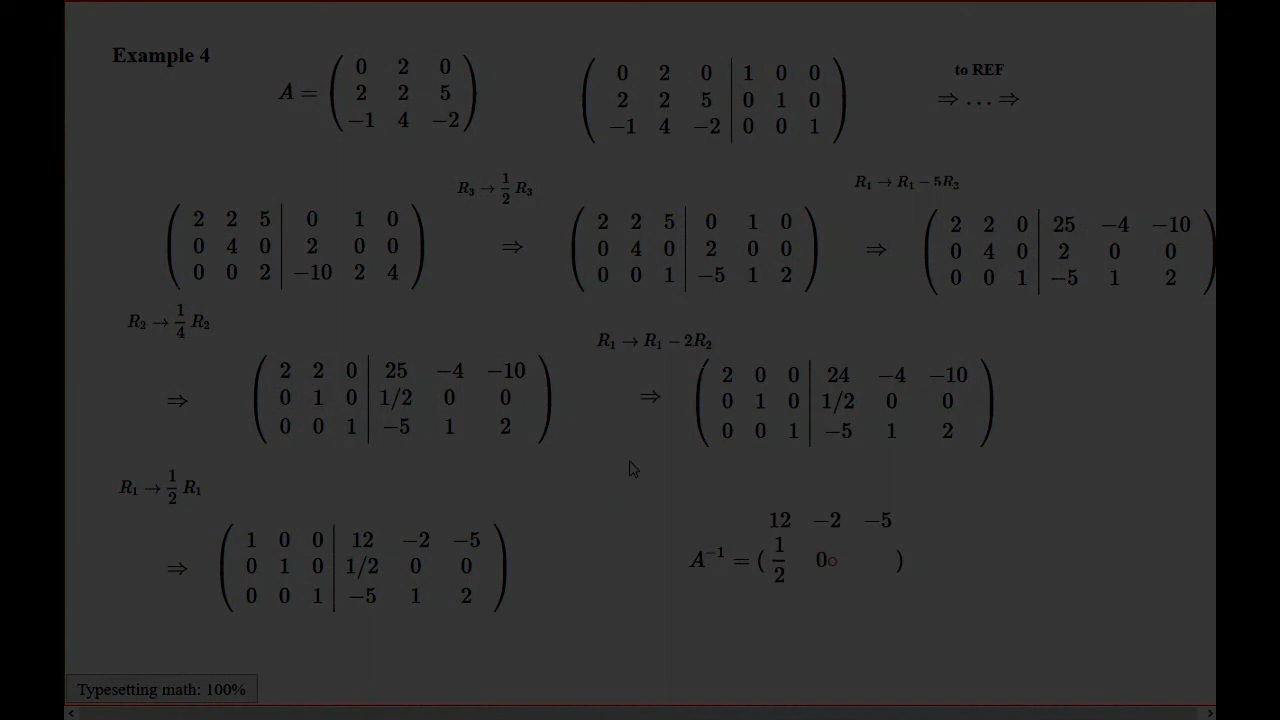 Example 4
A = ( 0 2 0
2 2 5
−1 4 −2 )
( 0 2 0 | 1 0 0
2 2 5 | 0 1 0
−1 4 −2 | 0 0 1 )
to REF
⇒ ... ⇒
( 2 2 5 | 0 1 0
0 4 0 | 2 0 0
0 0 2 | −10 2 4 )
R₃ → 1/2 R₃
⇒
( 2 2 5 | 0 1 0
0 4 0 | 2 0 0
0 0 1 | −5 1 2 )
R₁ → R₁ − 5R₃
⇒
( 2 2 0 | 25 −4 −10
0 4 0 | 2 0 0
0 0 1 | −5 1 2 )
R₂ → 1/4 R₂
⇒
( 2 2 0 | 25 −4 −10
0 1 0 | 1/2 0 0
0 0 1 | −5 1 2 )
R₁ → R₁ − 2R₂
⇒
( 2 0 0 | 24 −4 −10
0 1 0 | 1/2 0 0
0 0 1 | −5 1 2 )
R₁ → 1/2 R₁
⇒
( 1 0 0 | 12 −2 −5
0 1 0 | 1/2 0 0
0 0 1 | −5 1 2 )
12 −2 −5
A⁻¹ = ( 1/2 0○ )
Typesetting math: 100%